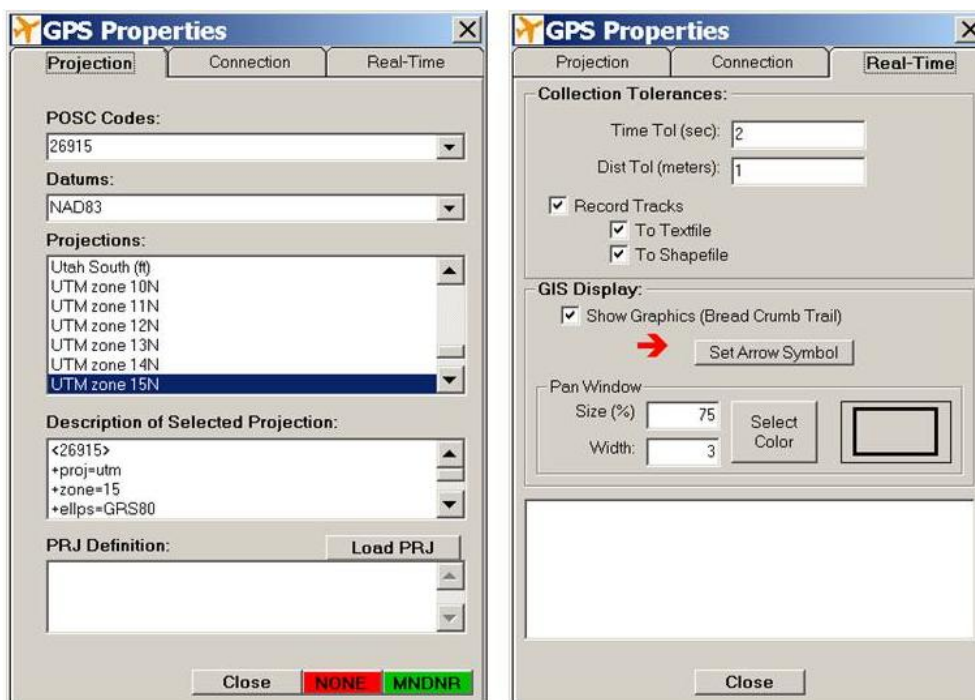 GPS Properties
Projection Connection Real-Time
POSC Codes:
26915
Datums:
NAD83
Projections:
Utah South (ft)
UTM zone 10N
UTM zone 11N
UTM zone 12N
UTM zone 13N
UTM zone 14N
UTM zone 15N
Description of Selected Projection:
<26915>
+proj=utm
+zone=15
+ellps=GRS80
PRJ Definition: Load PRJ
Close NONE MNDNR
GPS Properties
Projection Connection Real-Time
Collection Tolerances:
Time Tol (sec): 2
Dist Tol (meters): 1
Record Tracks
To Textfile
To Shapefile
GIS Display:
Show Graphics (Bread Crumb Trail)
Set Arrow Symbol
Pan Window
Size (%) 75
Width: 3
Select
Color
Close